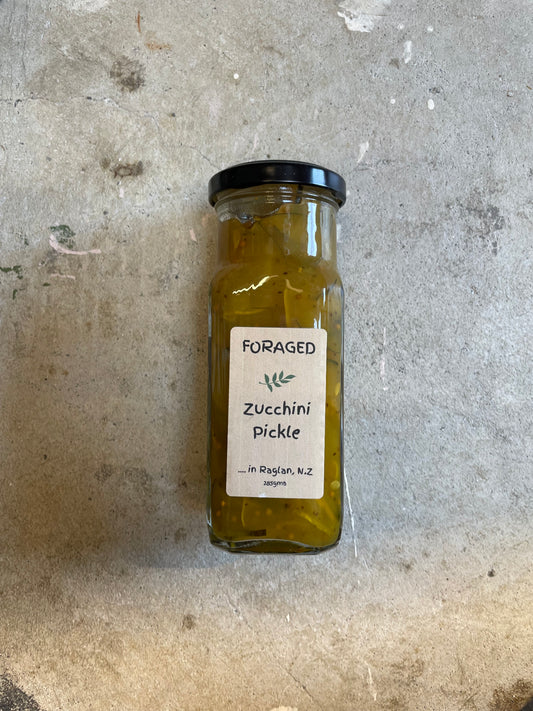 FORAGED
Zucchini
Pickle
.... in Raglan, N.Z
285gms